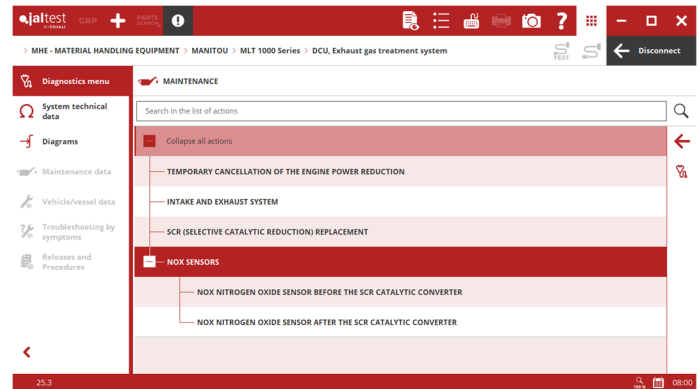 jaltest GRP PARTS SEARCH
BY COJALI
> MHE - MATERIAL HANDLING EQUIPMENT > MANITOU > MLT 1000 Series > DCU, Exhaust gas treatment system
TEST
Disconnect
Diagnostics menu
MAINTENANCE
System technical
data
Search in the list of actions
Diagrams
Collapse all actions
Maintenance data
TEMPORARY CANCELLATION OF THE ENGINE POWER REDUCTION
Vehicle/vessel data
INTAKE AND EXHAUST SYSTEM
Troubleshooting by
symptoms
SCR (SELECTIVE CATALYTIC REDUCTION) REPLACEMENT
Releases and
Procedures
NOX SENSORS
NOX NITROGEN OXIDE SENSOR BEFORE THE SCR CATALYTIC CONVERTER
NOX NITROGEN OXIDE SENSOR AFTER THE SCR CATALYTIC CONVERTER
25.3
100 %
08:00